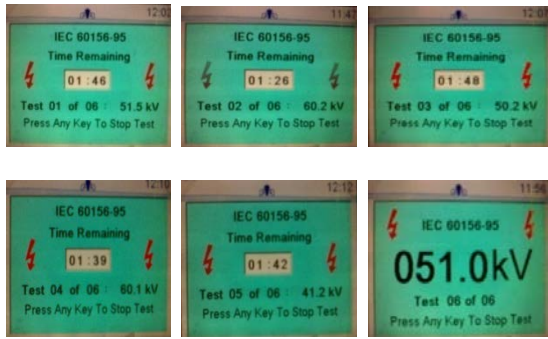 12:02
IEC 60156-95
Time Remaining
01:46
Test 01 of 06 : 51.5 kV
Press Any Key To Stop Test
11:47
IEC 60156-95
Time Remaining
01:26
Test 02 of 06 : 60.2 kV
Press Any Key To Stop Test
IEC 60156-95
Time Remaining
01:48
Test 03 of 06 : 50.2 kV
Press Any Key To Stop Test
12:10
IEC 60156-95
Time Remaining
01:39
Test 04 of 06 : 60.1 kV
Press Any Key To Stop Test
12:12
IEC 60156-95
Time Remaining
01:42
Test 05 of 06 : 41.2 kV
Press Any Key To Stop Test
11:56
IEC 60156-95
051.0kV
Test 06 of 06
Press Any Key To Stop Test